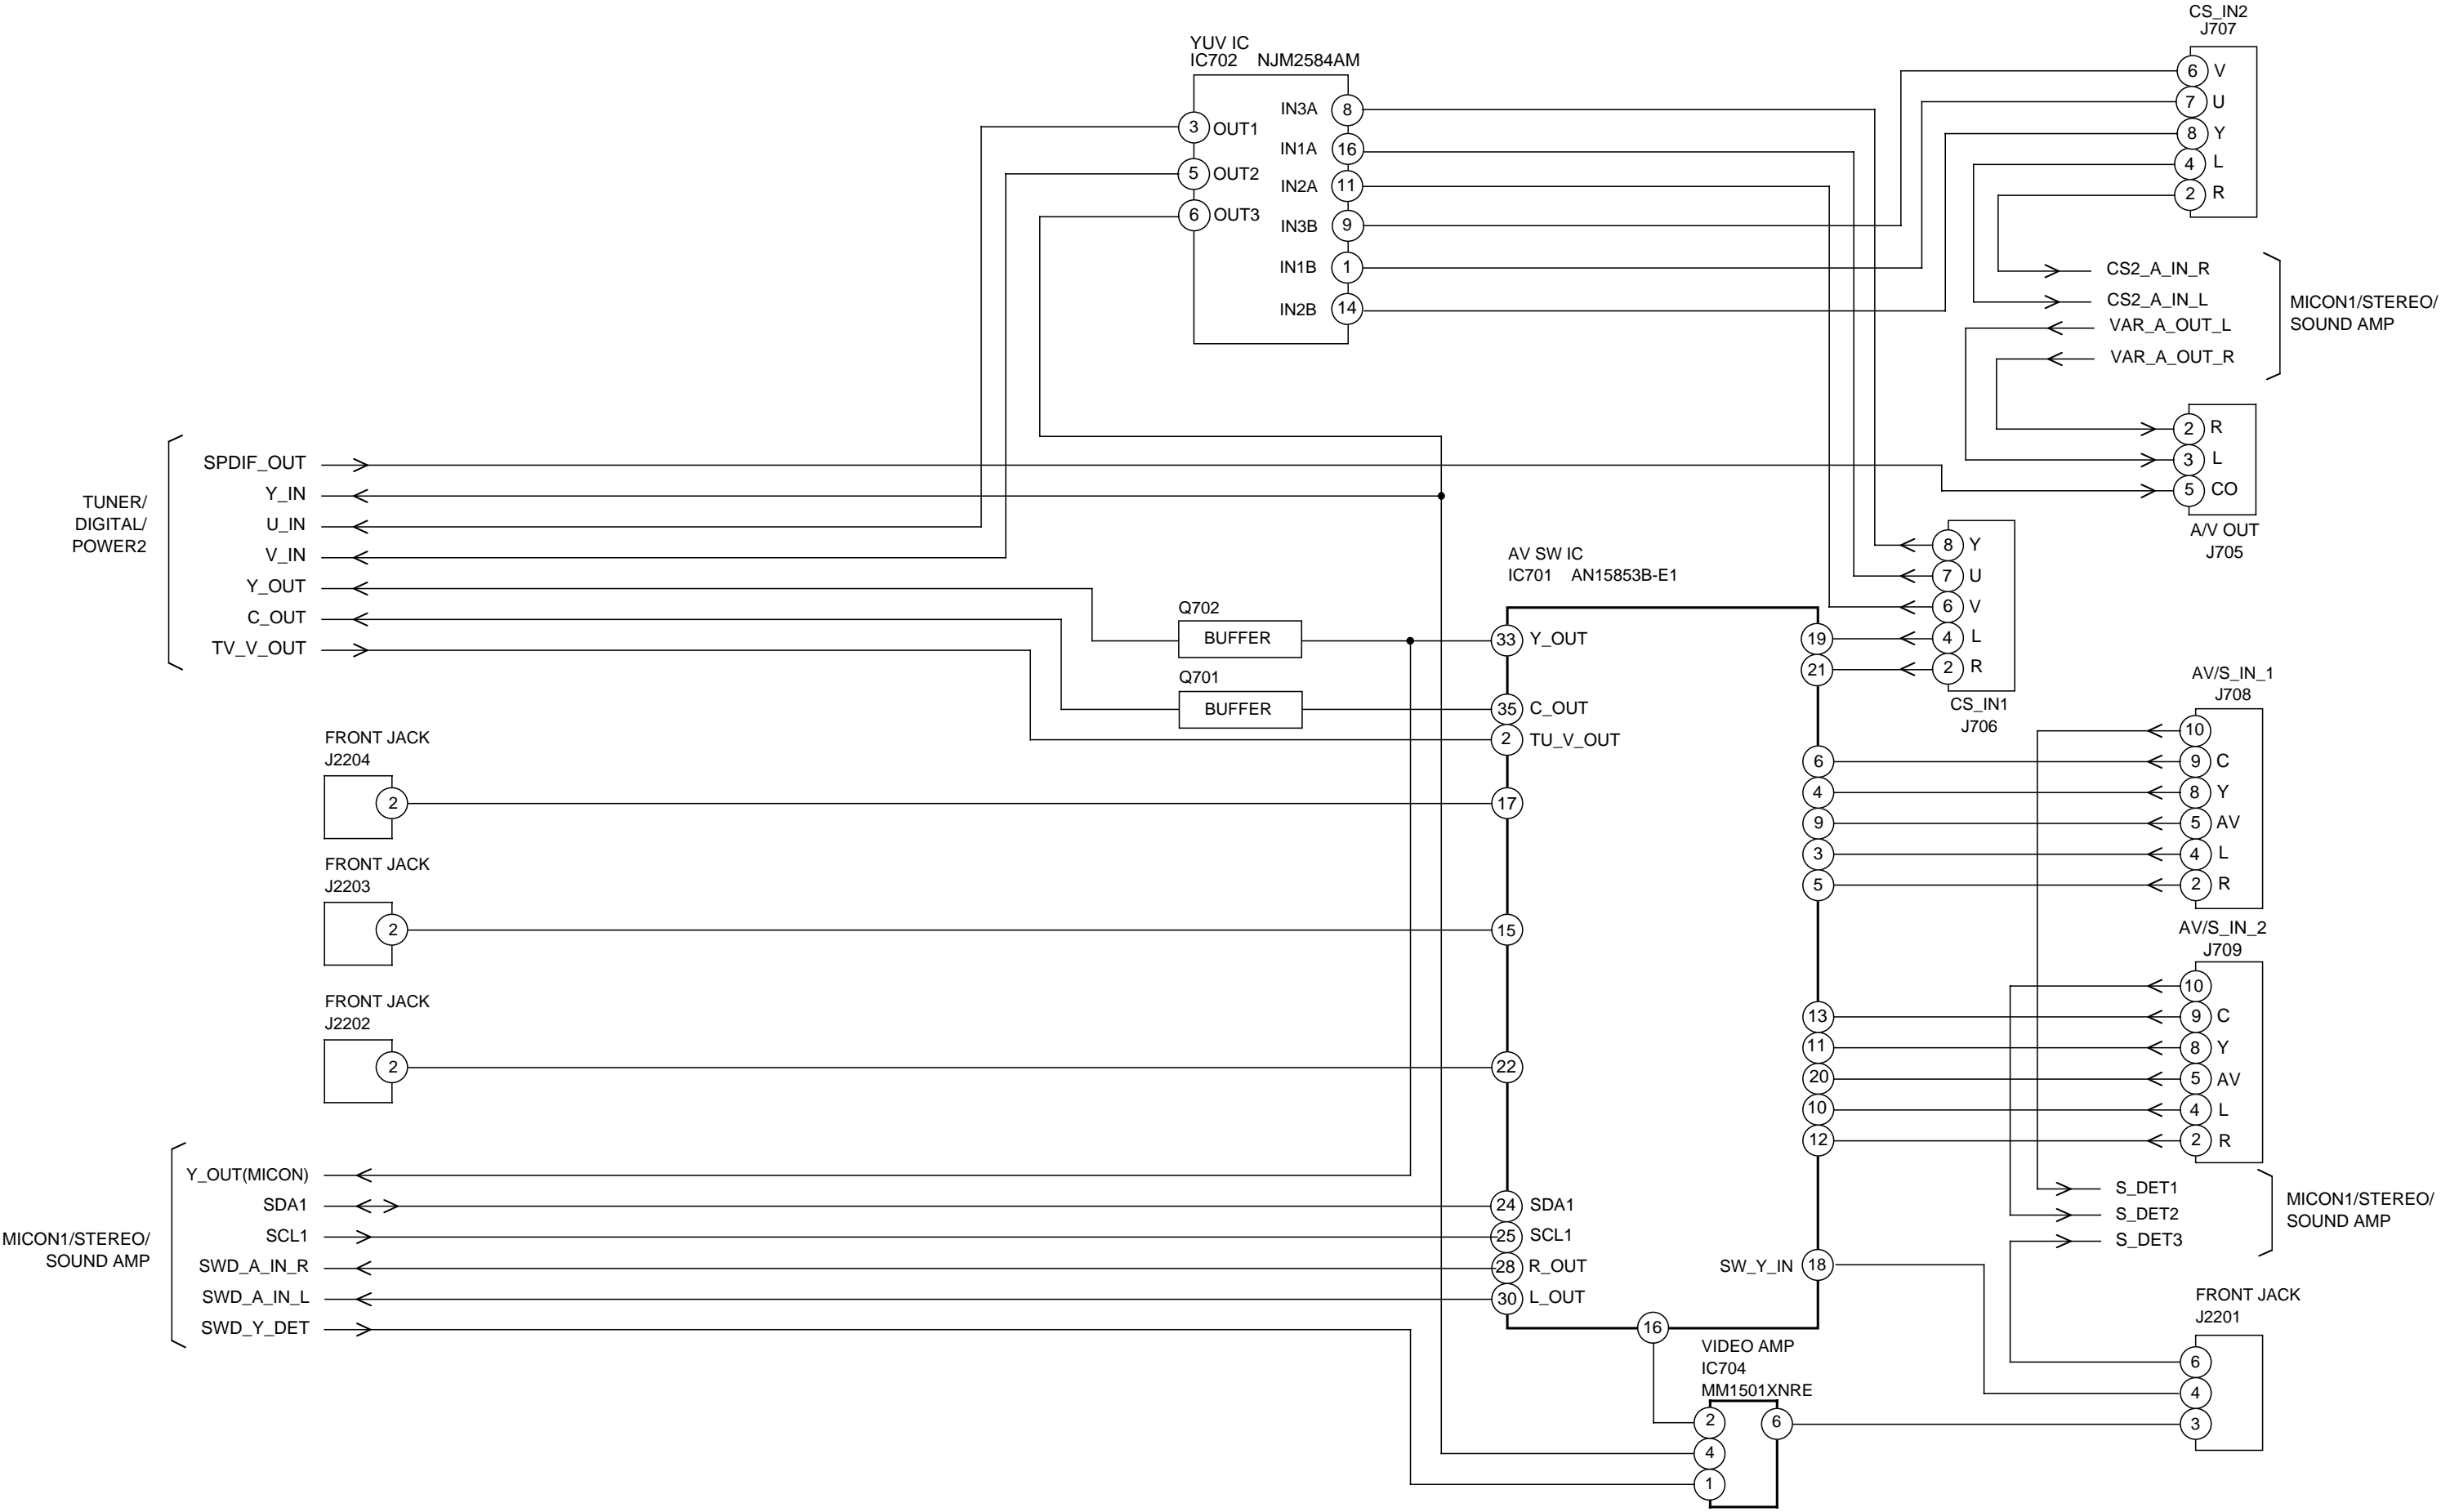 CS_IN2
J707
6 V
7 U
8 Y
4 L
2 R
YUV IC
IC702 NJM2584AM
3 OUT1
5 OUT2
6 OUT3
IN3A 8
IN1A 16
IN2A 11
IN3B 9
IN1B 1
IN2B 14
CS2_A_IN_R
CS2_A_IN_L
VAR_A_OUT_L
VAR_A_OUT_R
MICON1/STEREO/
SOUND AMP
2 R
3 L
5 CO
A/V OUT
J705
TUNER/
DIGITAL/
POWER2
SPDIF_OUT
Y_IN
U_IN
V_IN
Y_OUT
C_OUT
TV_V_OUT
8 Y
7 U
6 V
4 L
2 R
CS_IN1
J706
AV SW IC
IC701 AN15853B-E1
Q702
BUFFER
Q701
BUFFER
33 Y_OUT
35 C_OUT
2 TU_V_OUT
17
15
22
24 SDA1
25 SCL1
28 R_OUT
30 L_OUT
19
21
6
4
9
3
5
13
11
20
10
12
SW_Y_IN 18
16
FRONT JACK
J2204
2
FRONT JACK
J2203
2
FRONT JACK
J2202
2
AV/S_IN_1
J708
10
9 C
8 Y
5 AV
4 L
2 R
AV/S_IN_2
J709
10
9 C
8 Y
5 AV
4 L
2 R
S_DET1
S_DET2
S_DET3
MICON1/STEREO/
SOUND AMP
MICON1/STEREO/
SOUND AMP
Y_OUT(MICON)
SDA1
SCL1
SWD_A_IN_R
SWD_A_IN_L
SWD_Y_DET
FRONT JACK
J2201
6
4
3
VIDEO AMP
IC704
MM1501XNRE
2
4
1
6